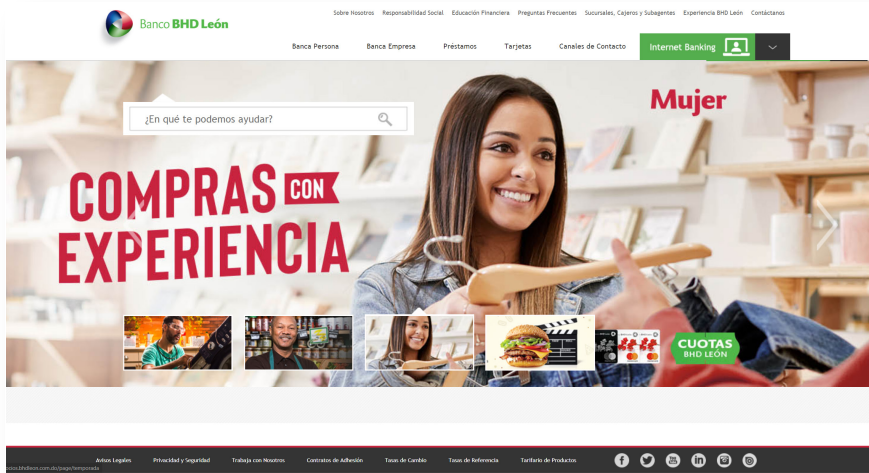 Sobre Nosotros Responsabilidad Social Educación Financiera Preguntas Frecuentes Sucursales, Cajeros y Subagentes Experiencia BHD León Contáctanos
Banco BHD León
Banca Persona Banca Empresa Préstamos Tarjetas Canales de Contacto Internet Banking
Mujer
¿En qué te podemos ayudar?
COMPRAS CON
EXPERIENCIA
CUOTAS
BHD LEÓN
Avisos Legales Privacidad y Seguridad Trabaja con Nosotros Contratos de Adhesión Tasas de Cambio Tasas de Referencia Tarifario de Productos